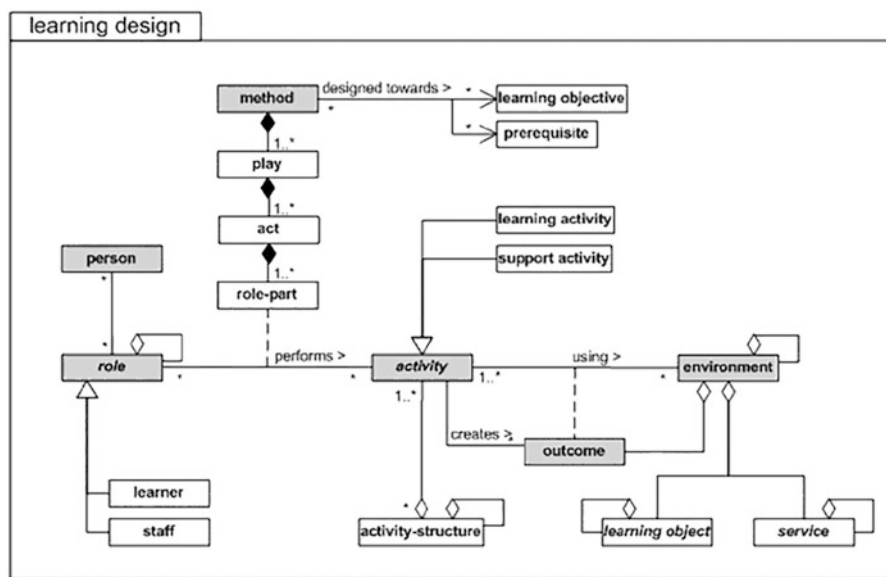 learning design
method
designed towards >
*
*
learning objective
*
prerequisite
1..*
play
1..*
act
1..*
role-part
learning activity
support activity
person
*
*
role
*
performs >
*
activity
1..*
using >
*
environment
1..*
creates >
*
outcome
learner
staff
*
activity-structure
learning object
service